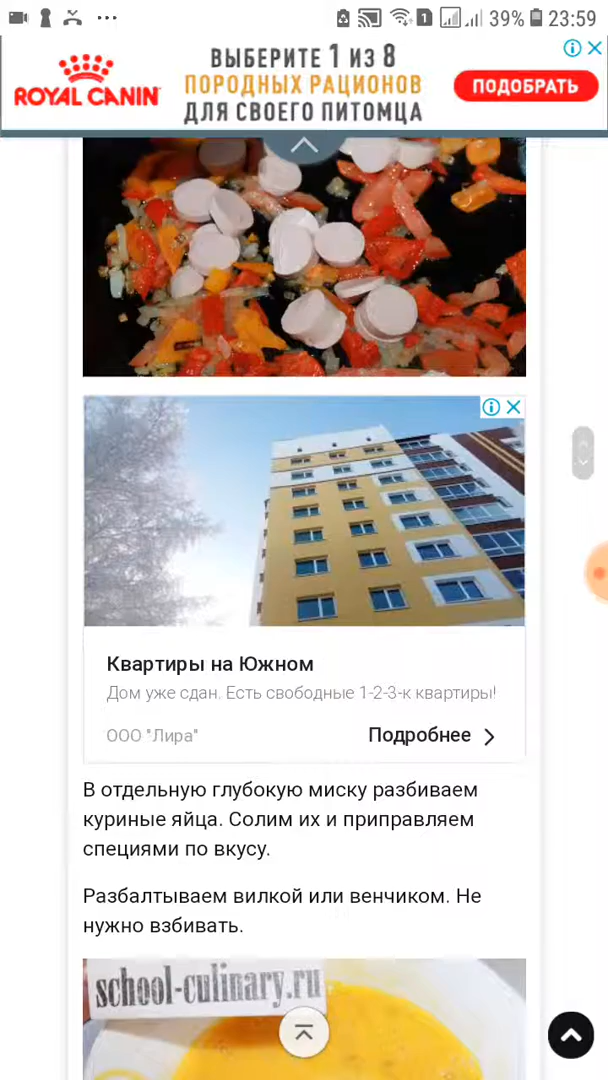 1 39% 23:59
ROYAL CANIN
ВЫБЕРИТЕ 1 ИЗ 8
ПОРОДНЫХ РАЦИОНОВ
ДЛЯ СВОЕГО ПИТОМЦА
ПОДОБРАТЬ
Квартиры на Южном
Дом уже сдан. Есть свободные 1-2-3-к квартиры!
ООО "Лира"
Подробнее
В отдельную глубокую миску разбиваем
куриные яйца. Солим их и приправляем
специями по вкусу.
Разбалтываем вилкой или венчиком. Не
нужно взбивать.
school-culinary.ru